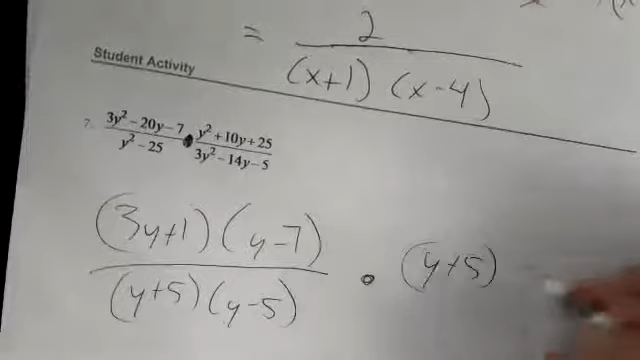 = 2 / (x+1) (x-4)
Student Activity
7. 3y² - 20y - 7 / y² - 25 • y² + 10y + 25 / 3y² - 14y - 5
(3y+1) (y-7) / (y+5) (y-5) • (y+5)